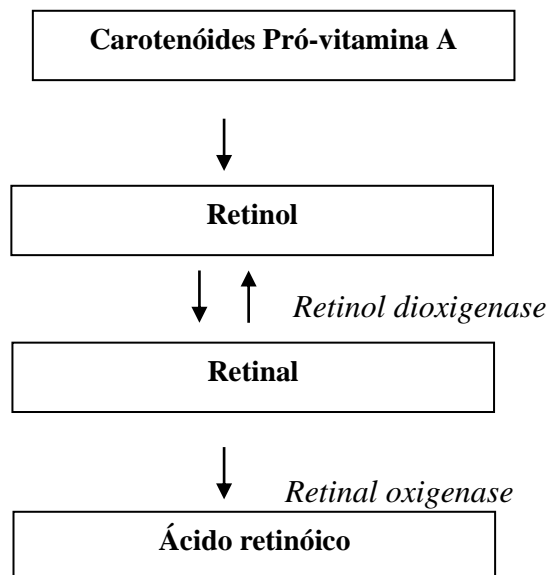 Carotenóides Pró-vitamina A
Retinol
Retinol dioxigenase
Retinal
Retinal oxigenase
Ácido retinóico